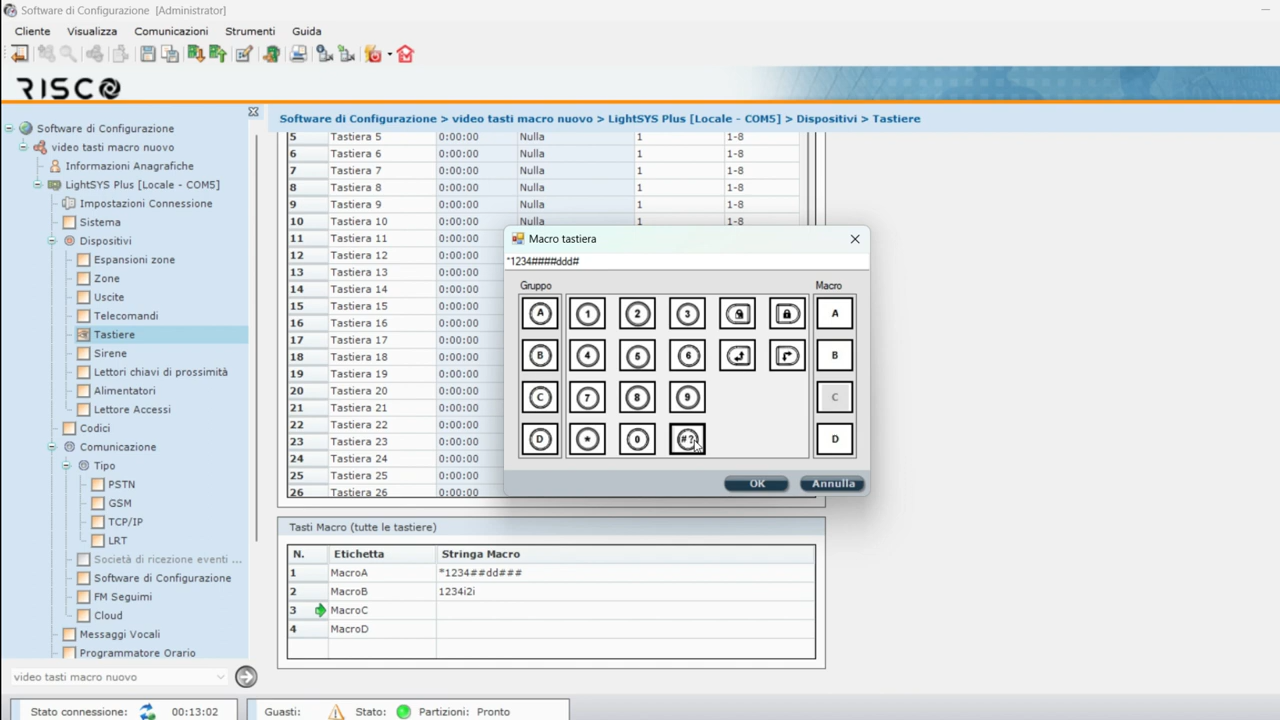 Software di Configurazione [Administrator]
Cliente Visualizza Comunicazioni Strumenti Guida
RISCO
Software di Configurazione > video tasti macro nuovo > LightSYS Plus [Locale - COM5] > Dispositivi > Tastiere
Software di Configurazione
video tasti macro nuovo
Informazioni Anagrafiche
LightSYS Plus [Locale - COM5]
Impostazioni Connessione
Sistema
Dispositivi
Espansioni zone
Zone
Uscite
Telecomandi
Tastiere
Sirene
Lettori chiavi di prossimità
Alimentatori
Lettore Accessi
Codici
Comunicazione
Tipo
PSTN
GSM
TCP/IP
LRT
Società di ricezione eventi ...
Software di Configurazione
FM Seguimi
Cloud
Messaggi Vocali
Programmatore Orario
video tasti macro nuovo
5 Tastiera 5 0:00:00 Nulla 1 1-8
6 Tastiera 6 0:00:00 Nulla 1 1-8
7 Tastiera 7 0:00:00 Nulla 1 1-8
8 Tastiera 8 0:00:00 Nulla 1 1-8
9 Tastiera 9 0:00:00 Nulla 1 1-8
10 Tastiera 10 0:00:00 Nulla 1 1-8
11 Tastiera 11 0:00:00
12 Tastiera 12 0:00:00
13 Tastiera 13 0:00:00
14 Tastiera 14 0:00:00
15 Tastiera 15 0:00:00
16 Tastiera 16 0:00:00
17 Tastiera 17 0:00:00
18 Tastiera 18 0:00:00
19 Tastiera 19 0:00:00
20 Tastiera 20 0:00:00
21 Tastiera 21 0:00:00
22 Tastiera 22 0:00:00
23 Tastiera 23 0:00:00
24 Tastiera 24 0:00:00
25 Tastiera 25 0:00:00
26 Tastiera 26 0:00:00
Macro tastiera
*1234####ddd#
Gruppo Macro
A 1 2 3 A
B 4 5 6 B
C 7 8 9 C
D * 0 #? D
OK Annulla
Tasti Macro (tutte le tastiere)
N. Etichetta Stringa Macro
1 MacroA *1234##dd###
2 MacroB 1234i2i
3 MacroC
4 MacroD
Stato connessione: 00:13:02 Guasti: Stato: Partizioni: Pronto